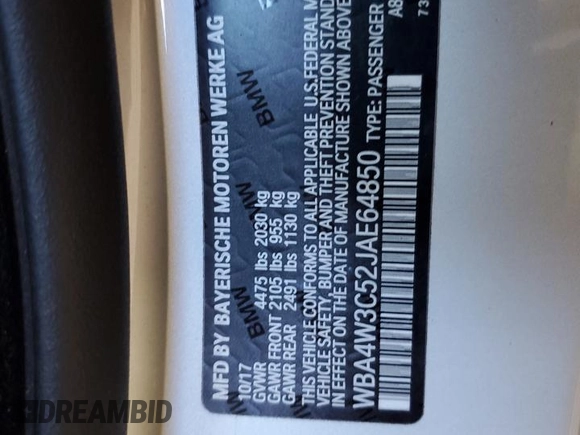 MFD BY BAYERISCHE MOTOREN WERKE AG
10/17
GVWR 4475 lbs 2030 kg
GAWR FRONT 2105 lbs 955 kg
GAWR REAR 2491 lbs 1130 kg
THIS VEHICLE CONFORMS TO ALL APPLICABLE U.S. FEDERAL M
VEHICLE SAFETY, BUMPER AND THEFT PREVENTION STAND
IN EFFECT ON DATE OF MANUFACTURE SHOWN ABOVE
WBA4W3C52JAE64850 TYPE: PASSENGER
A8
73
BMW
BMW
BMW
DREAMBID